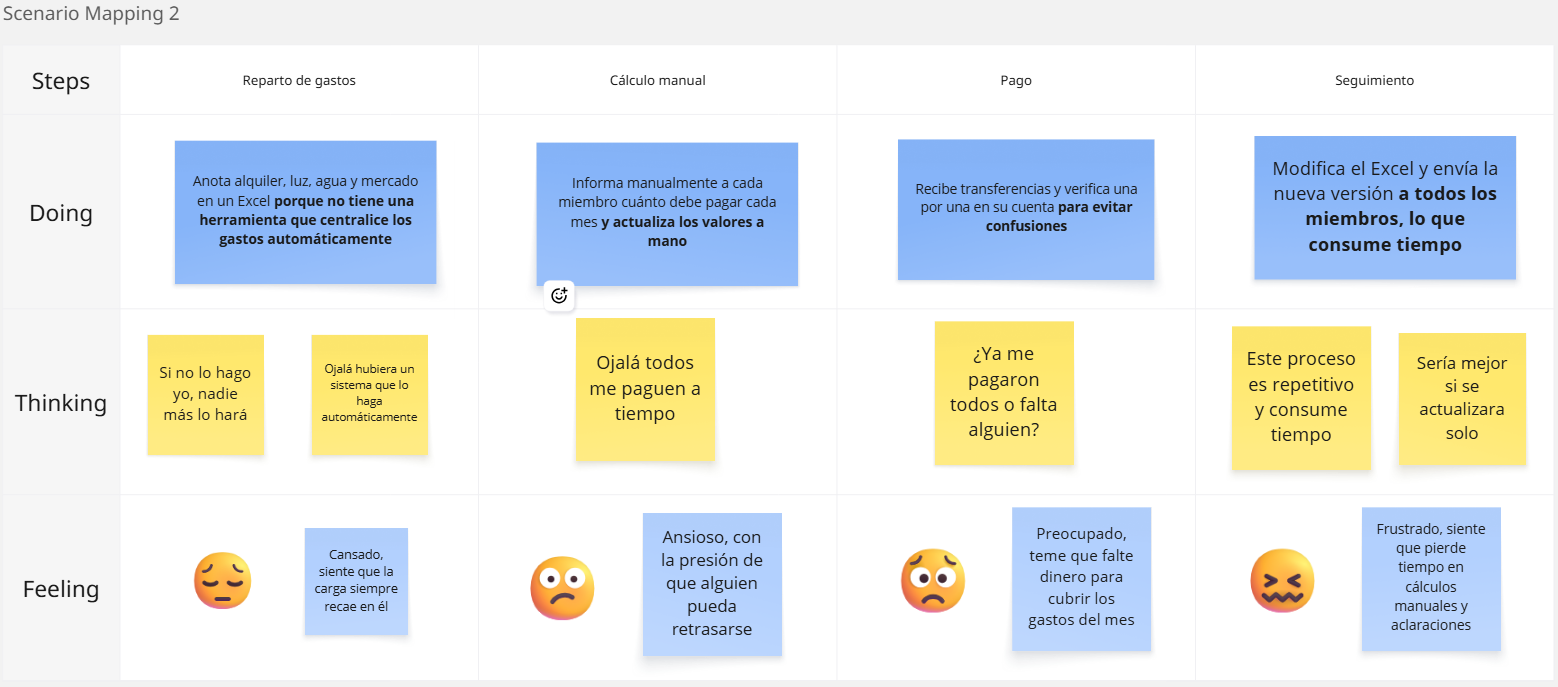 Scenario Mapping 2
Steps
Reparto de gastos
Cálculo manual
Pago
Seguimiento
Doing
Anota alquiler, luz, agua y mercado
en un Excel porque no tiene una
herramienta que centralice los
gastos automáticamente
Informa manualmente a cada
miembro cuánto debe pagar cada
mes y actualiza los valores a
mano
Recibe transferencias y verifica una
por una en su cuenta para evitar
confusiones
Modifica el Excel y envía la
nueva versión a todos los
miembros, lo que
consume tiempo
Thinking
Si no lo hago
yo, nadie
más lo hará
Ojalá hubiera un
sistema que lo
haga
automáticamente
Ojalá todos
me paguen a
tiempo
¿Ya me
pagaron
todos o falta
alguien?
Este proceso
es repetitivo
y consume
tiempo
Sería mejor
si se
actualizara
solo
Feeling
Cansado,
siente que la
carga siempre
recae en él
Ansioso, con
la presión de
que alguien
pueda
retrasarse
Preocupado,
teme que falte
dinero para
cubrir los
gastos del mes
Frustrado, siente
que pierde
tiempo en
cálculos
manuales y
aclaraciones